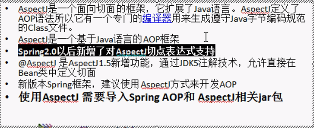 AspectJ是一个面向切面的框架，它扩展了Java语言。AspectJ定义了
AOP语法所以它有一个专门的编译器用来生成遵守Java字节编码规范
的Class文件。
AspectJ是一个基于Java语言的AOP框架
Spring2.0以后新增了对AspectJ切点表达式支持
@AspectJ 是AspectJ1.5新增功能，通过JDK5注解技术，允许直接在
Bean类中定义切面
新版本Spring框架，建议使用AspectJ方式来开发AOP
使用AspectJ 需要导入Spring AOP和 AspectJ相关jar包